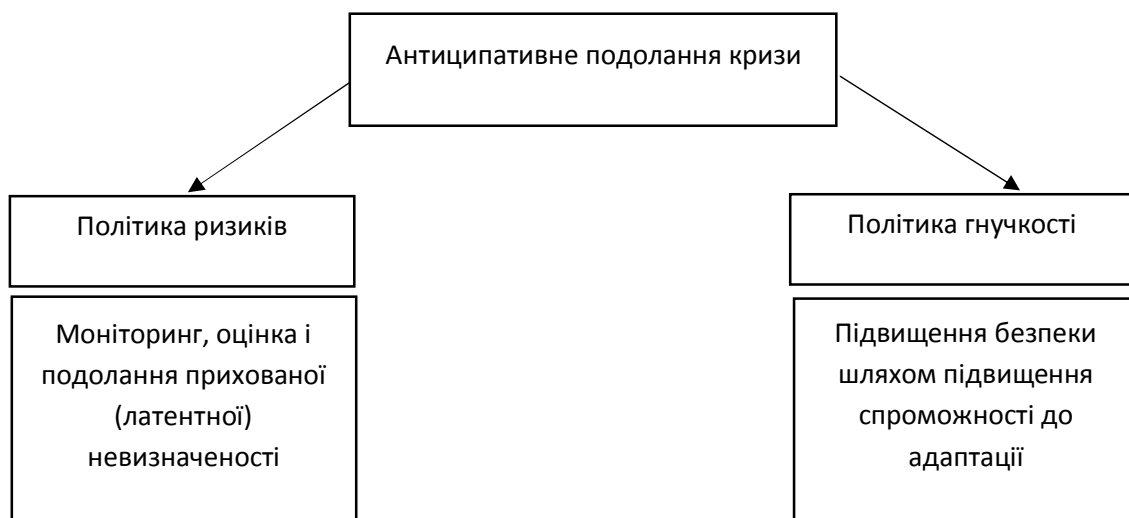 Антиципативне подолання кризи
Політика ризиків
Моніторинг, оцінка і
подолання прихованої
(латентної)
невизначеності
Політика гнучкості
Підвищення безпеки
шляхом підвищення
спроможності до
адаптації